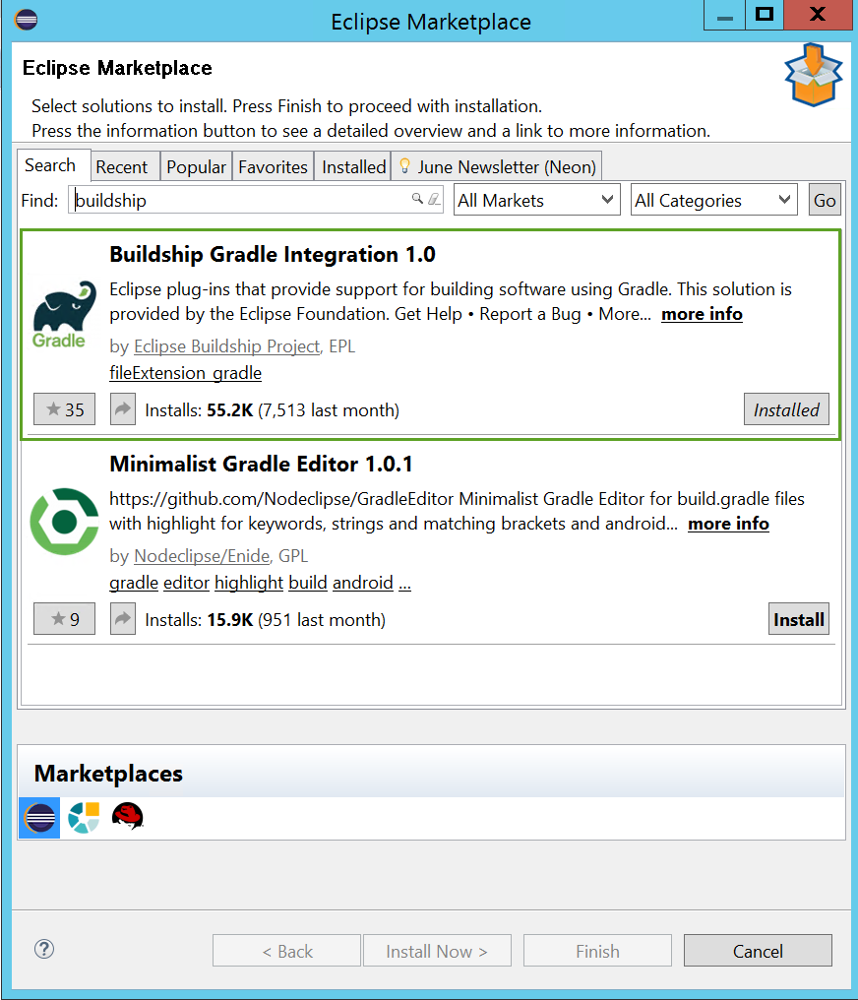 Eclipse Marketplace
Eclipse Marketplace
Select solutions to install. Press Finish to proceed with installation.
Press the information button to see a detailed overview and a link to more information.
Search Recent Popular Favorites Installed June Newsletter (Neon)
Find: buildship All Markets All Categories Go
Buildship Gradle Integration 1.0
Eclipse plug-ins that provide support for building software using Gradle. This solution is
provided by the Eclipse Foundation. Get Help • Report a Bug • More... more info
Gradle
by Eclipse Buildship Project, EPL
fileExtension_gradle
35 Installs: 55.2K (7,513 last month) Installed
Minimalist Gradle Editor 1.0.1
https://github.com/Nodeclipse/GradleEditor Minimalist Gradle Editor for build.gradle files
with highlight for keywords, strings and matching brackets and android... more info
by Nodeclipse/Enide, GPL
gradle editor highlight build android ...
9 Installs: 15.9K (951 last month) Install
Marketplaces
< Back Install Now > Finish Cancel